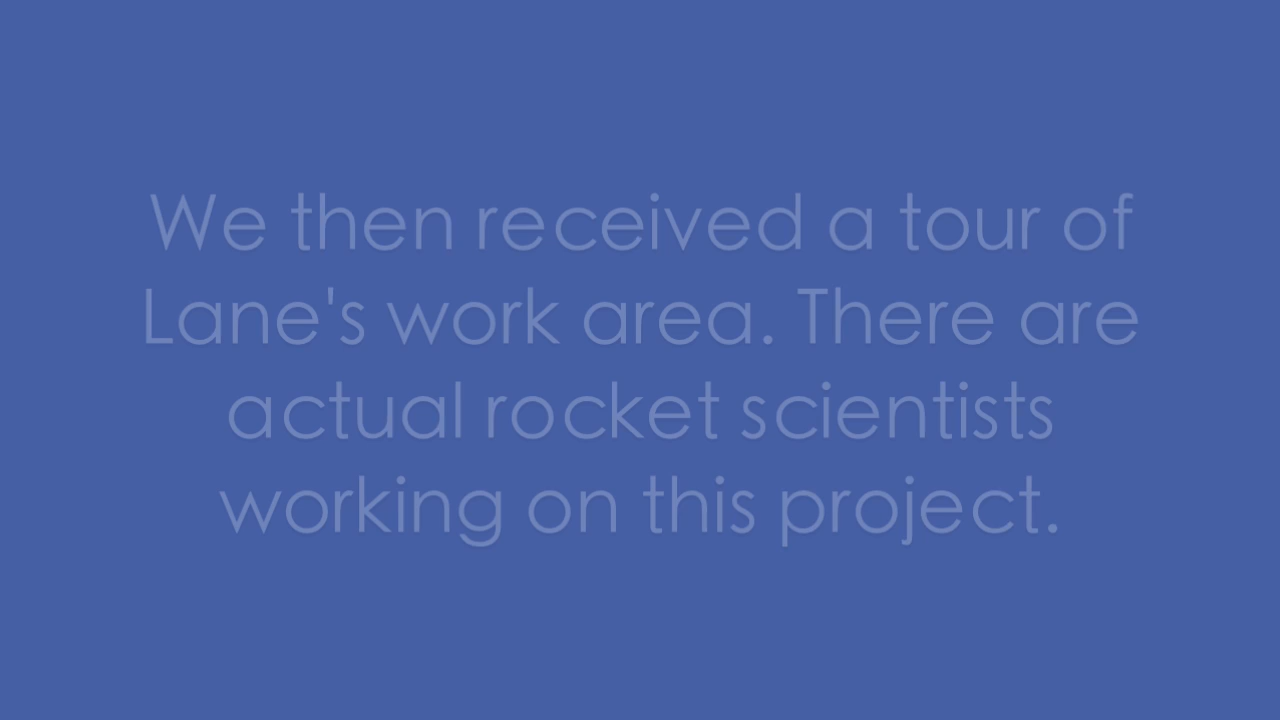 We then received a tour of
Lane's work area. There are
actual rocket scientists
working on this project.